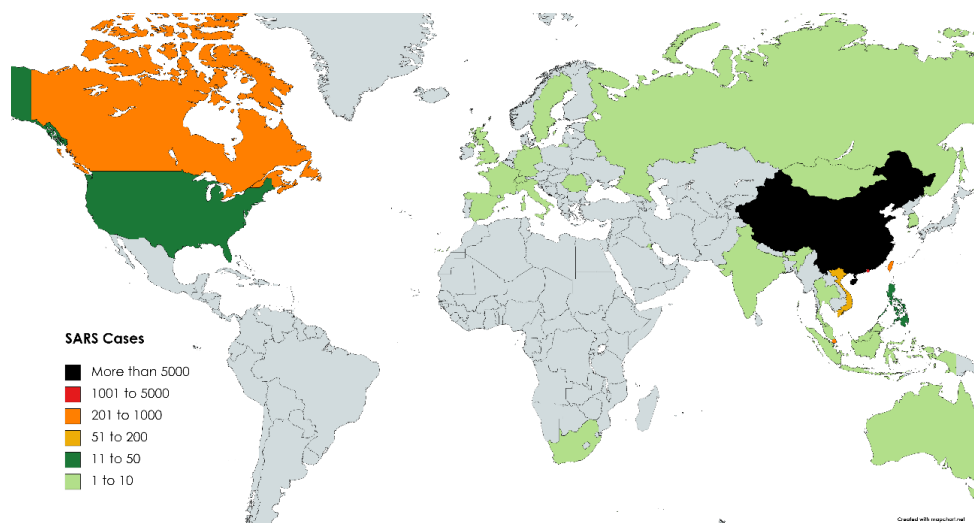 SARS Cases
More than 5000
1001 to 5000
201 to 1000
51 to 200
11 to 50
1 to 10
Created with mapchart.net